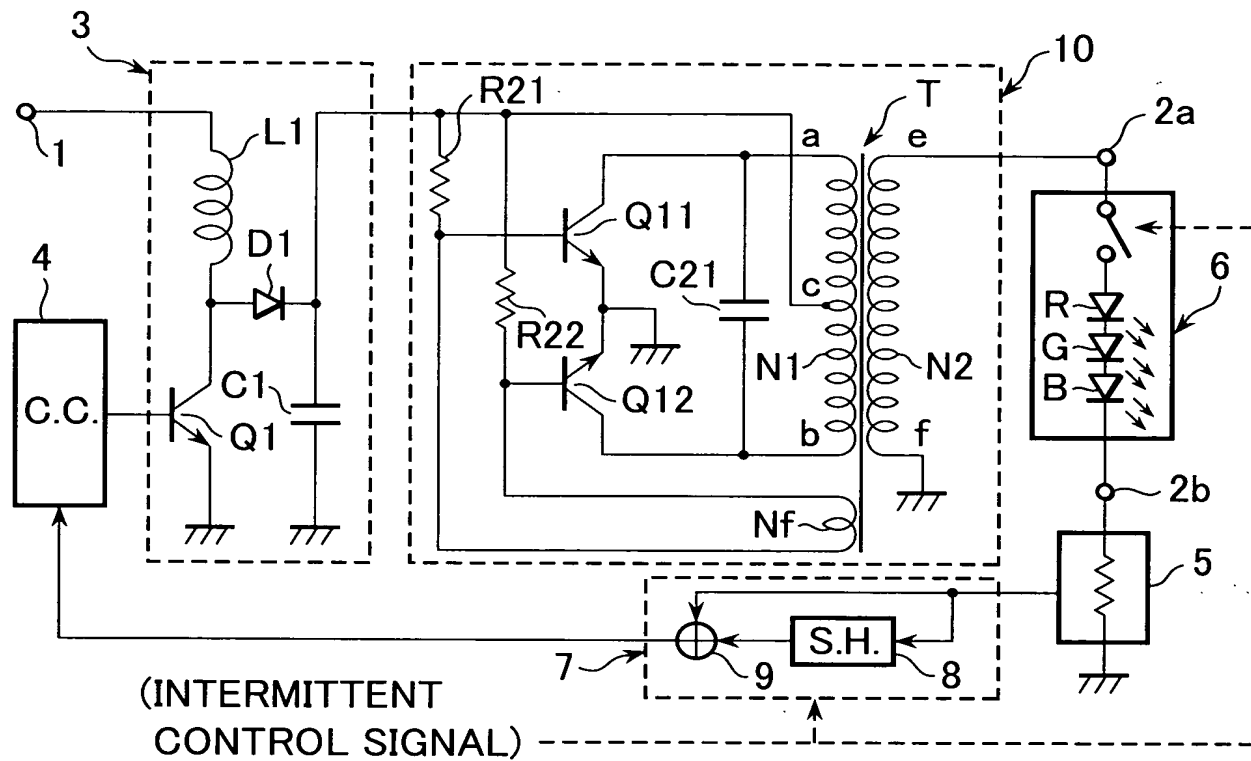 3
10
R21
T
2a
1
L1
a
e
D1
Q11
4
c
C21
6
R
R22
G
N1
N2
B
C.C.
C1
Q12
Q1
b
f
2b
Nf
5
S.H.
7
9
8
(INTERMITTENT
CONTROL SIGNAL)